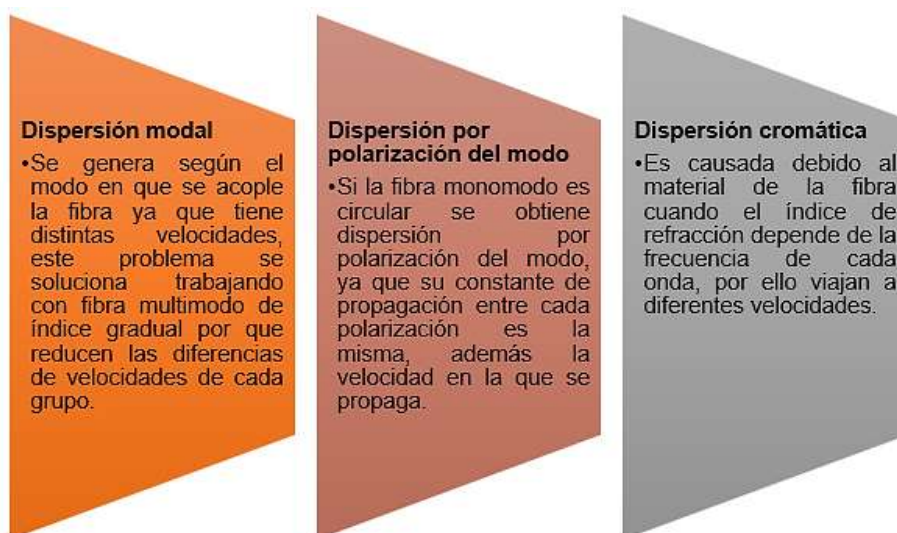 Dispersión modal
•Se genera según el
modo en que se acople
la fibra ya que tiene
distintas velocidades,
este problema se
soluciona trabajando
con fibra multimodo de
índice gradual por que
reducen las diferencias
de velocidades de cada
grupo.
Dispersión por
polarización del modo
•Si la fibra monomodo es
circular se obtiene
dispersión por
polarización del modo,
ya que su constante de
propagación entre cada
polarización es la
misma, además la
velocidad en la que se
propaga.
Dispersión cromática
•Es causada debido al
material de la fibra
cuando el índice de
refracción depende de la
frecuencia de cada
onda, por ello viajan a
diferentes velocidades.